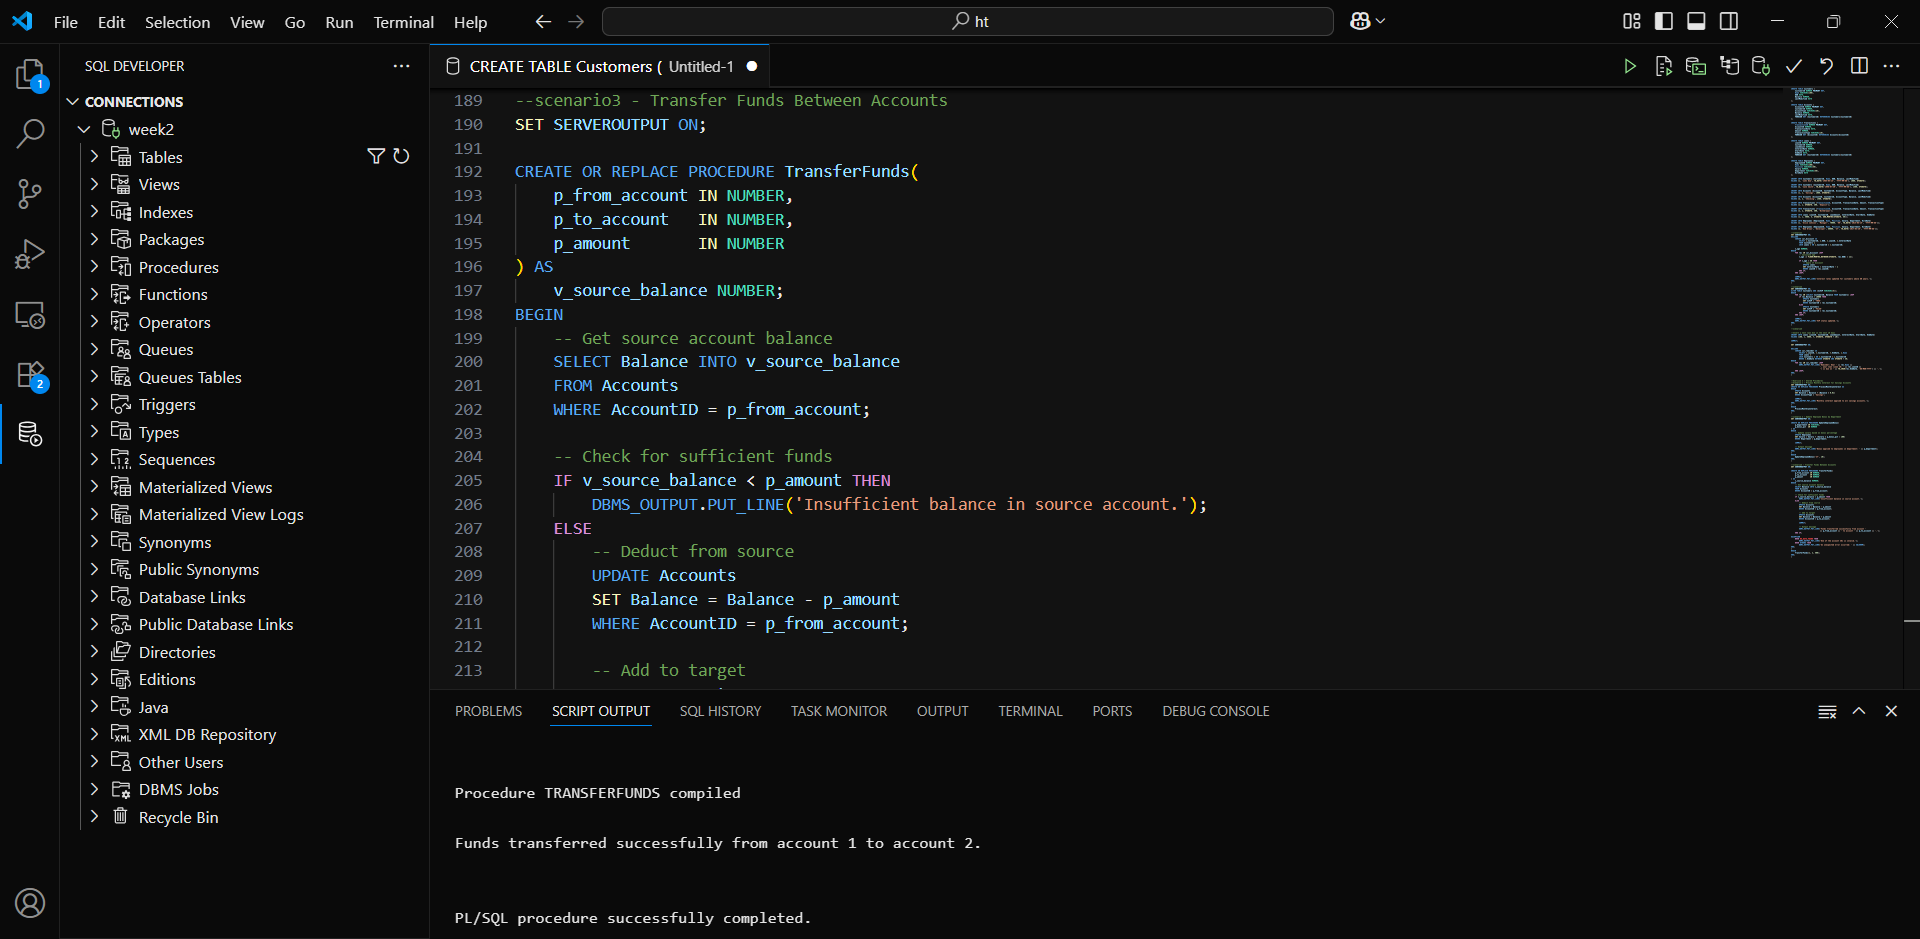 File Edit Selection View Go Run Terminal Help
ht
SQL DEVELOPER
CONNECTIONS
week2
Tables
Views
Indexes
Packages
Procedures
Functions
Operators
Queues
Queues Tables
Triggers
Types
Sequences
Materialized Views
Materialized View Logs
Synonyms
Public Synonyms
Database Links
Public Database Links
Directories
Editions
Java
XML DB Repository
Other Users
DBMS Jobs
Recycle Bin
1
2
CREATE TABLE Customers ( Untitled-1
189 --scenario3 - Transfer Funds Between Accounts
190 SET SERVEROUTPUT ON;
191
192 CREATE OR REPLACE PROCEDURE TransferFunds(
193 p_from_account IN NUMBER,
194 p_to_account IN NUMBER,
195 p_amount IN NUMBER
196 ) AS
197 v_source_balance NUMBER;
198 BEGIN
199 -- Get source account balance
200 SELECT Balance INTO v_source_balance
201 FROM Accounts
202 WHERE AccountID = p_from_account;
203
204 -- Check for sufficient funds
205 IF v_source_balance < p_amount THEN
206 DBMS_OUTPUT.PUT_LINE('Insufficient balance in source account.');
207 ELSE
208 -- Deduct from source
209 UPDATE Accounts
210 SET Balance = Balance - p_amount
211 WHERE AccountID = p_from_account;
212
213 -- Add to target
PROBLEMS SCRIPT OUTPUT SQL HISTORY TASK MONITOR OUTPUT TERMINAL PORTS DEBUG CONSOLE
Procedure TRANSFERFUNDS compiled
Funds transferred successfully from account 1 to account 2.
PL/SQL procedure successfully completed.